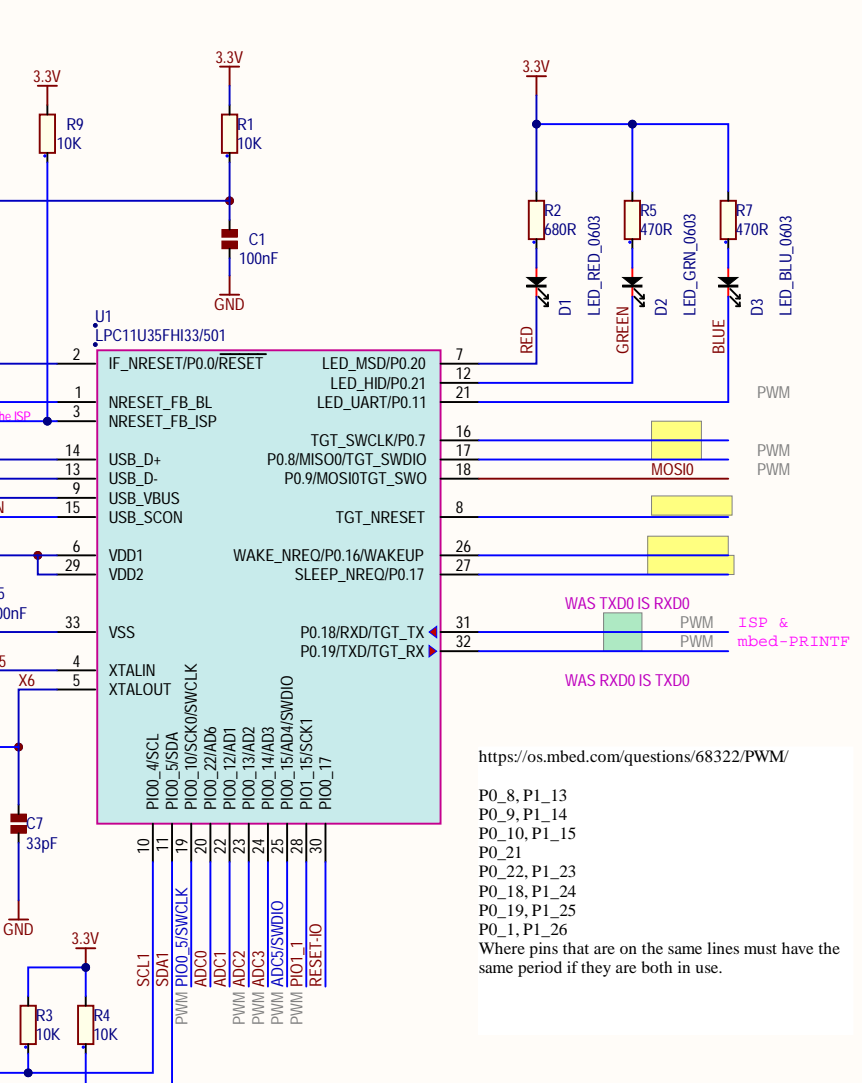 3.3V
3.3V
3.3V
R9
10K
R1
10K
C1
100nF
GND
R2
680R
LED_RED_0603
D1
RED
R5
470R
LED_GRN_0603
D2
GREEN
R7
470R
LED_BLU_0603
D3
BLUE
U1
LPC11U35FHI33/501
2 IF_NRESET/P0.0/RESET
1 NRESET_FB_BL
he ISP
3 NRESET_FB_ISP
14 USB_D+
13 USB_D-
9 USB_VBUS
N
15 USB_SCON
6 VDD1
29 VDD2
5
00nF
33 VSS
5
4 XTALIN
X6
5 XTALOUT
LED_MSD/P0.20 7
LED_HID/P0.21 12
LED_UART/P0.11 21
PWM
TGT_SWCLK/P0.7 16
P0.8/MISO0/TGT_SWDIO 17
PWM
P0.9/MOSI0TGT_SWO 18
MOSI0
PWM
TGT_NRESET 8
WAKE_NREQ/P0.16/WAKEUP 26
SLEEP_NREQ/P0.17 27
WAS TXD0 IS RXD0
P0.18/RXD/TGT_TX 31
PWM
ISP &
P0.19/TXD/TGT_RX 32
PWM
mbed-PRINTF
WAS RXD0 IS TXD0
PIO0_4/SCL
PIO0_5/SDA
PIO0_10/SCK0/SWCLK
PIO0_22/AD6
PIO0_12/AD1
PIO0_13/AD2
PIO0_14/AD3
PIO0_15/AD4/SWDIO
PIO1_15/SCK1
PIO0_17
10
11
19
20
22
23
24
25
28
30
SCL1
SDA1
PWM PIO0_5/SWCLK
ADC0
ADC1
PWM ADC2
PWM ADC3
PWM ADC5/SWDIO
PWM PIO1_1
RESET-IO
C7
33pF
GND
3.3V
R3
10K
R4
10K
https://os.mbed.com/questions/68322/PWM/
P0_8, P1_13
P0_9, P1_14
P0_10, P1_15
P0_21
P0_22, P1_23
P0_18, P1_24
P0_19, P1_25
P0_1, P1_26
Where pins that are on the same lines must have the
same period if they are both in use.